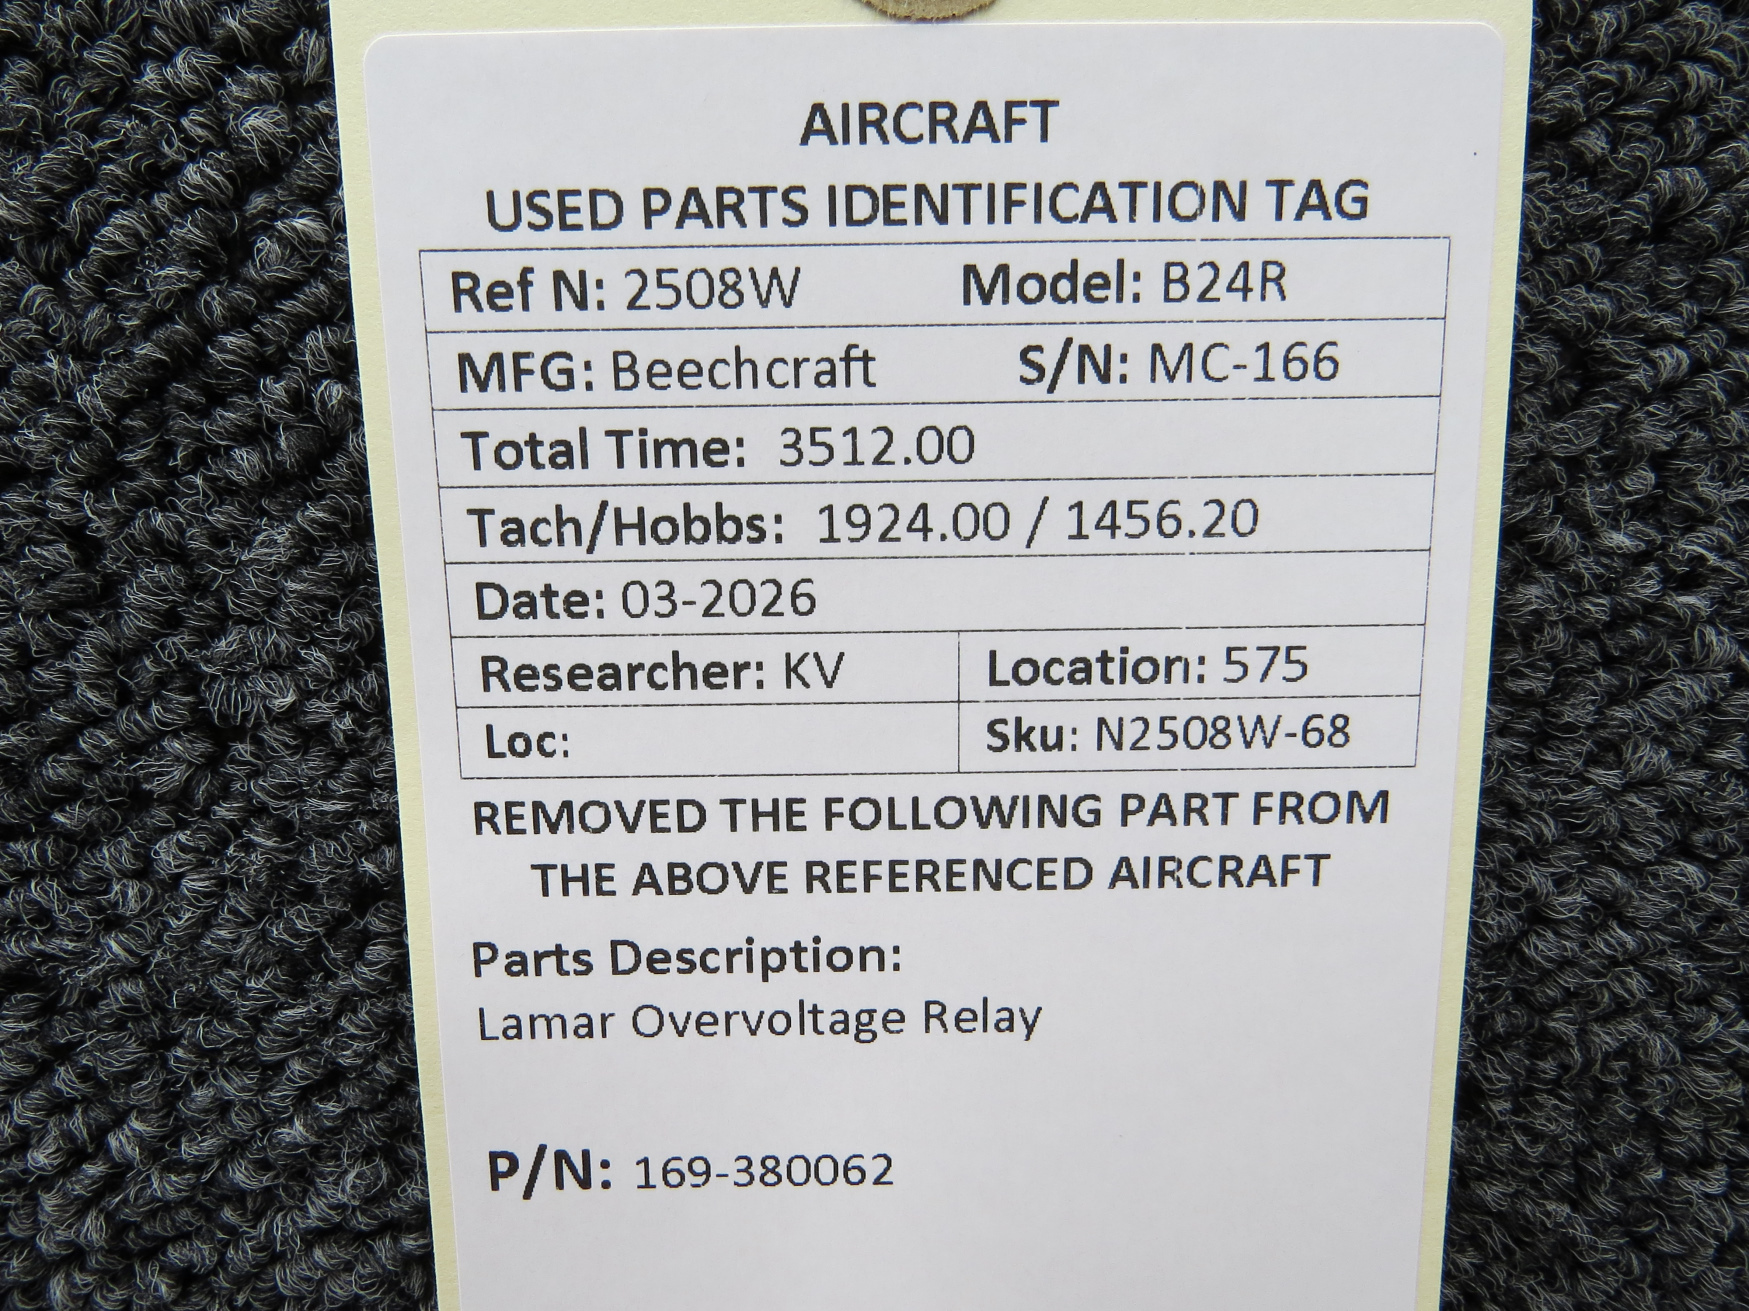 AIRCRAFT
USED PARTS IDENTIFICATION TAG
Ref N: 2508W Model: B24R
MFG: Beechcraft S/N: MC-166
Total Time: 3512.00
Tach/Hobbs: 1924.00 / 1456.20
Date: 03-2026
Researcher: KV Location: 575
Loc: Sku: N2508W-68
REMOVED THE FOLLOWING PART FROM
THE ABOVE REFERENCED AIRCRAFT
Parts Description:
Lamar Overvoltage Relay
P/N: 169-380062